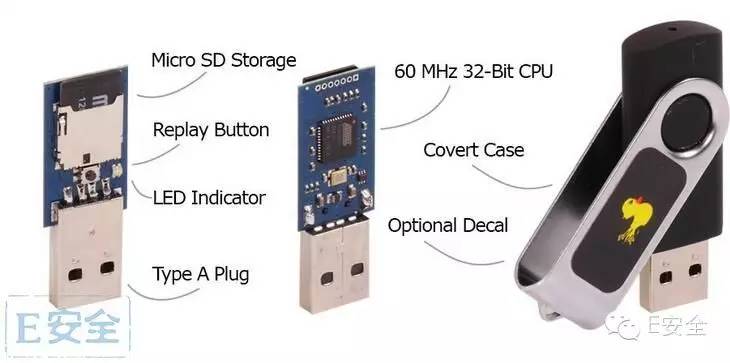 Micro SD Storage
Replay Button
LED Indicator
Type A Plug
60 MHz 32-Bit CPU
Covert Case
Optional Decal
E安全
E安全